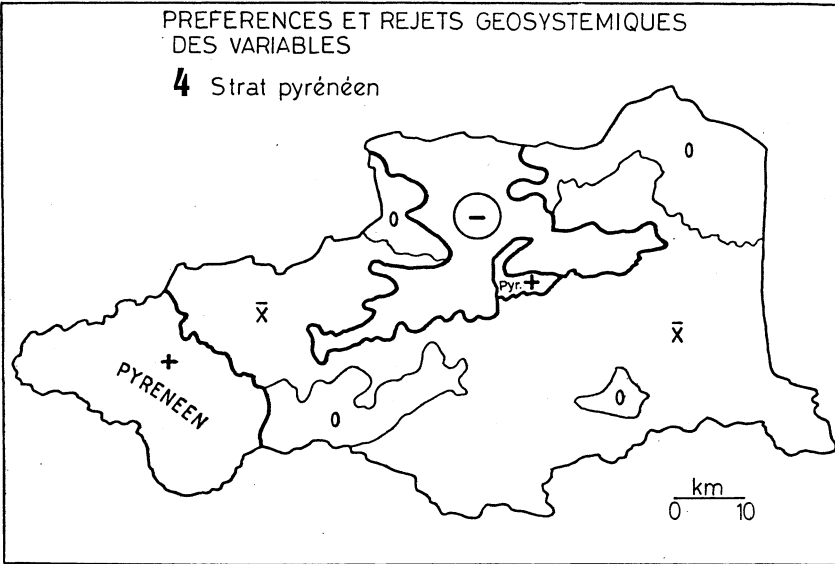 PREFERENCES ET REJETS GEOSYSTEMIQUES
DES VARIABLES
4 Strat pyrénéen
0
0
−
Pyr. +
x̄
x̄
+
PYRENEEN
0
0
km
0 10